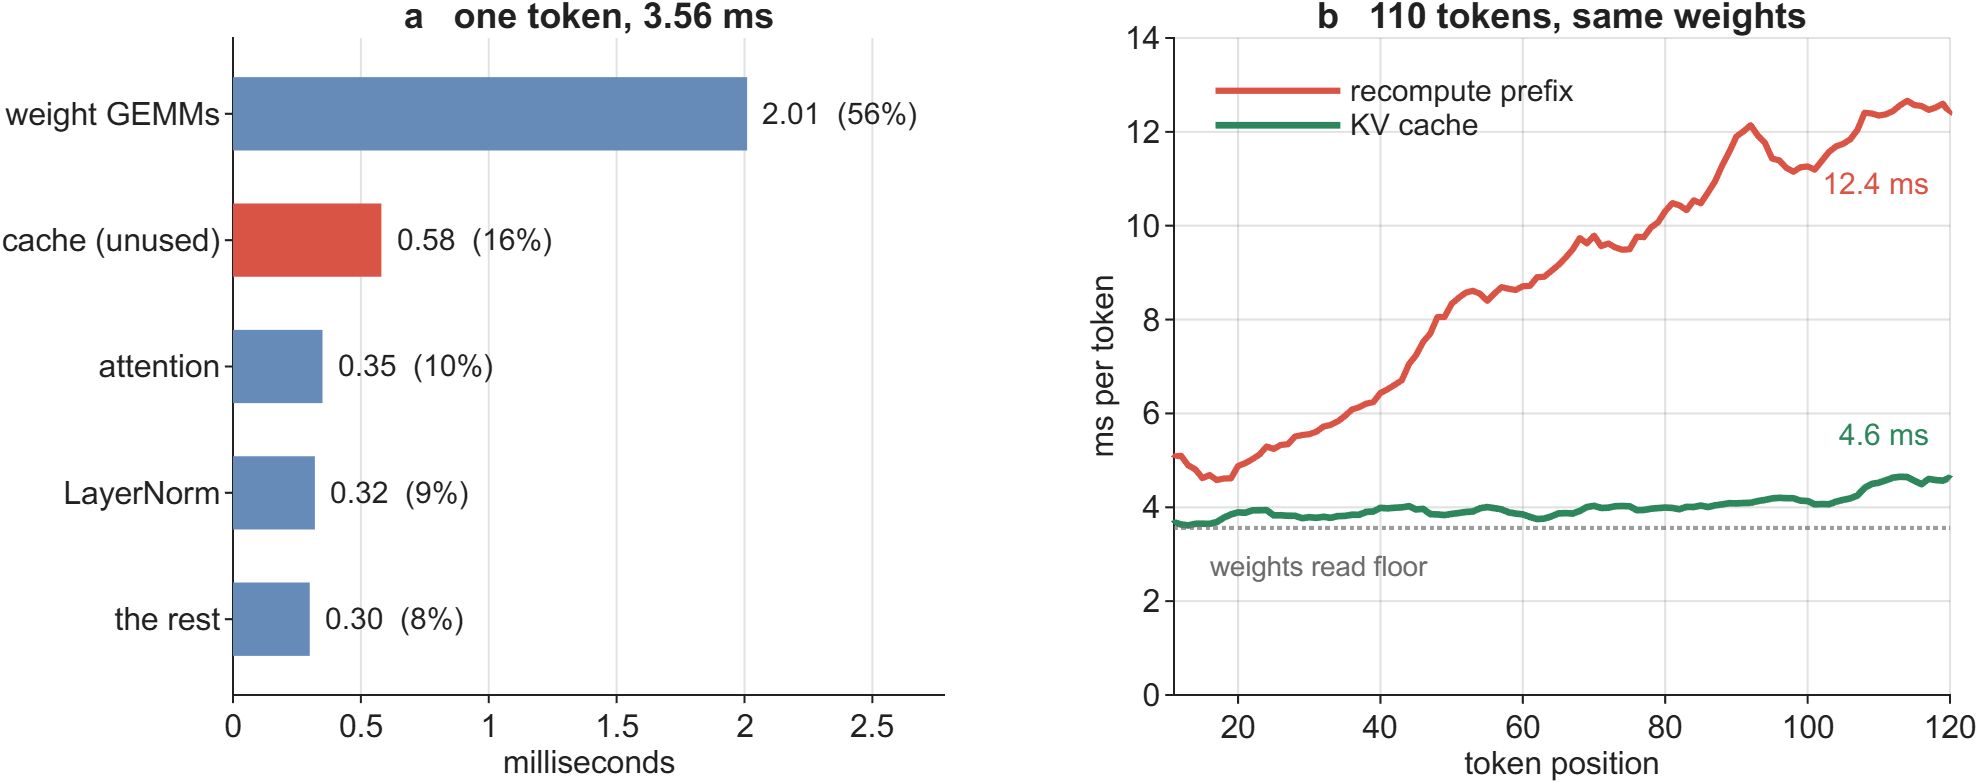 a one token, 3.56 ms
weight GEMMs
2.01 (56%)
cache (unused)
0.58 (16%)
attention
0.35 (10%)
LayerNorm
0.32 (9%)
the rest
0.30 (8%)
0 0.5 1 1.5 2 2.5
milliseconds
b 110 tokens, same weights
ms per token
14
12
10
8
6
4
2
0
recompute prefix
KV cache
12.4 ms
4.6 ms
weights read floor
20 40 60 80 100 120
token position